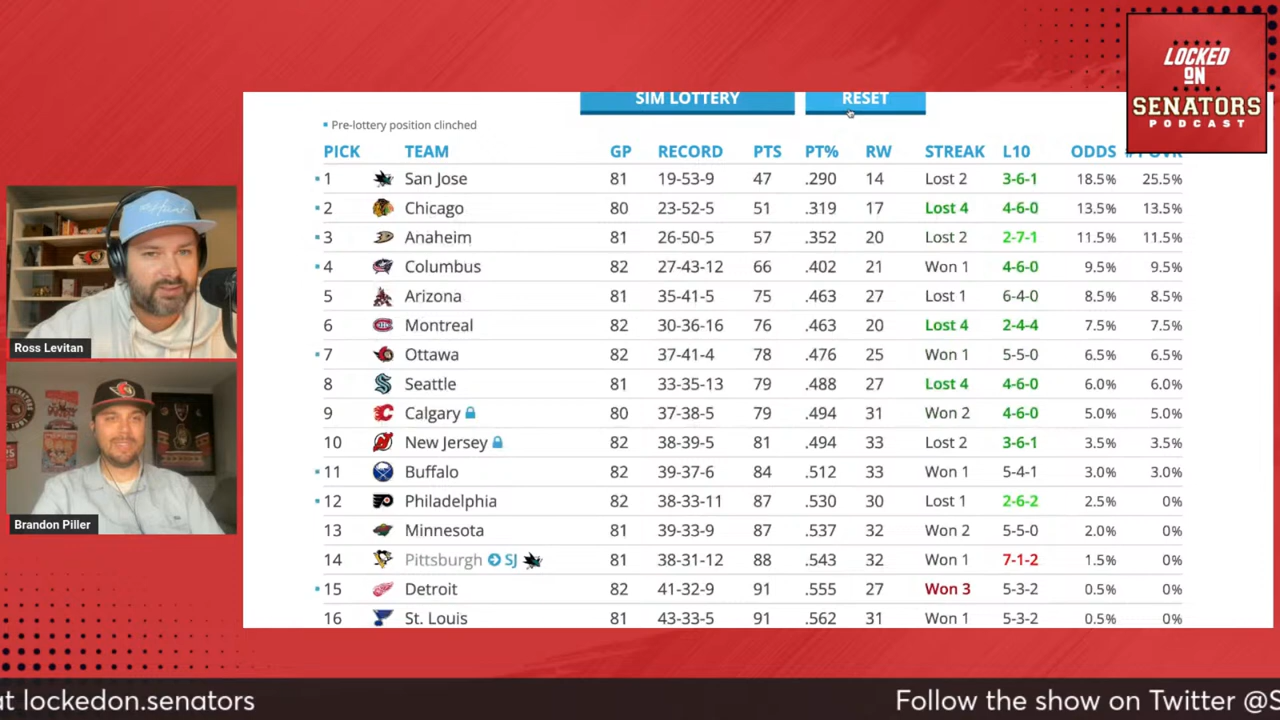 LOCKED
ON
SENATORS
PODCAST
SIM LOTTERY RESET
Pre-lottery position clinched
PICK TEAM GP RECORD PTS PT% RW STREAK L10 ODDS
1 San Jose 81 19-53-9 47 .290 14 Lost 2 3-6-1 18.5% 25.5%
2 Chicago 80 23-52-5 51 .319 17 Lost 4 4-6-0 13.5% 13.5%
3 Anaheim 81 26-50-5 57 .352 20 Lost 2 2-7-1 11.5% 11.5%
4 Columbus 82 27-43-12 66 .402 21 Won 1 4-6-0 9.5% 9.5%
5 Arizona 81 35-41-5 75 .463 27 Lost 1 6-4-0 8.5% 8.5%
6 Montreal 82 30-36-16 76 .463 20 Lost 4 2-4-4 7.5% 7.5%
7 Ottawa 82 37-41-4 78 .476 25 Won 1 5-5-0 6.5% 6.5%
8 Seattle 81 33-35-13 79 .488 27 Lost 4 4-6-0 6.0% 6.0%
9 Calgary 80 37-38-5 79 .494 31 Won 2 4-6-0 5.0% 5.0%
10 New Jersey 82 38-39-5 81 .494 33 Lost 2 3-6-1 3.5% 3.5%
11 Buffalo 82 39-37-6 84 .512 33 Won 1 5-4-1 3.0% 3.0%
12 Philadelphia 82 38-33-11 87 .530 30 Lost 1 2-6-2 2.5% 0%
13 Minnesota 81 39-33-9 87 .537 32 Won 2 5-5-0 2.0% 0%
14 Pittsburgh SJ 81 38-31-12 88 .543 32 Won 1 7-1-2 1.5% 0%
15 Detroit 82 41-32-9 91 .555 27 Won 3 5-3-2 0.5% 0%
16 St. Louis 81 43-33-5 91 .562 31 Won 1 5-3-2 0.5% 0%
Ross Levitan
Brandon Piller
at lockedon.senators Follow the show on Twitter @S